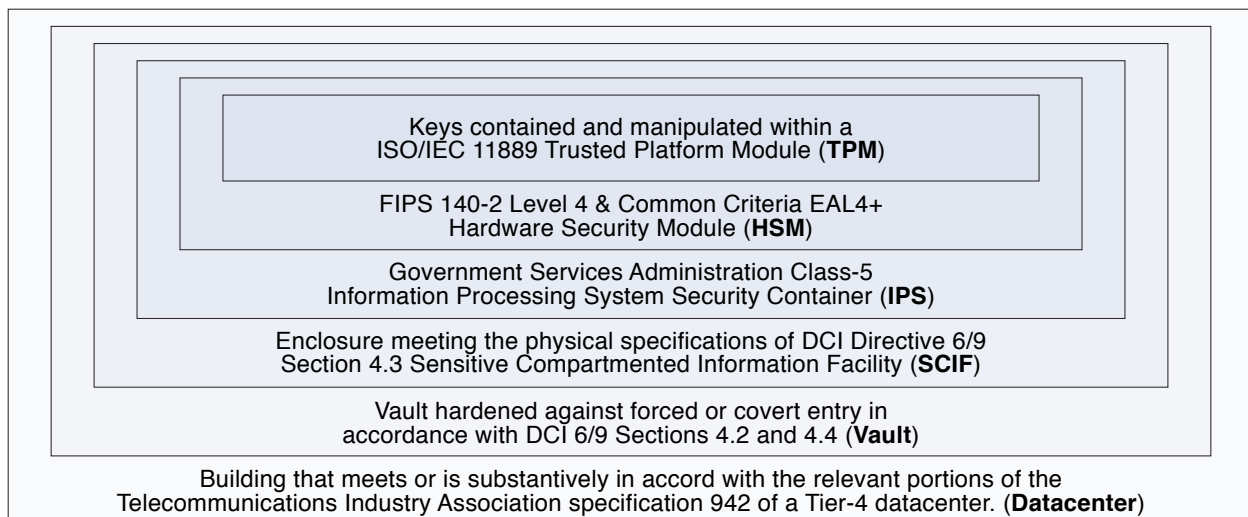 Keys contained and manipulated within a
ISO/IEC 11889 Trusted Platform Module (TPM)
FIPS 140-2 Level 4 & Common Criteria EAL4+
Hardware Security Module (HSM)
Government Services Administration Class-5
Information Processing System Security Container (IPS)
Enclosure meeting the physical specifications of DCI Directive 6/9
Section 4.3 Sensitive Compartmented Information Facility (SCIF)
Vault hardened against forced or covert entry in
accordance with DCI 6/9 Sections 4.2 and 4.4 (Vault)
Building that meets or is substantively in accord with the relevant portions of the
Telecommunications Industry Association specification 942 of a Tier-4 datacenter. (Datacenter)